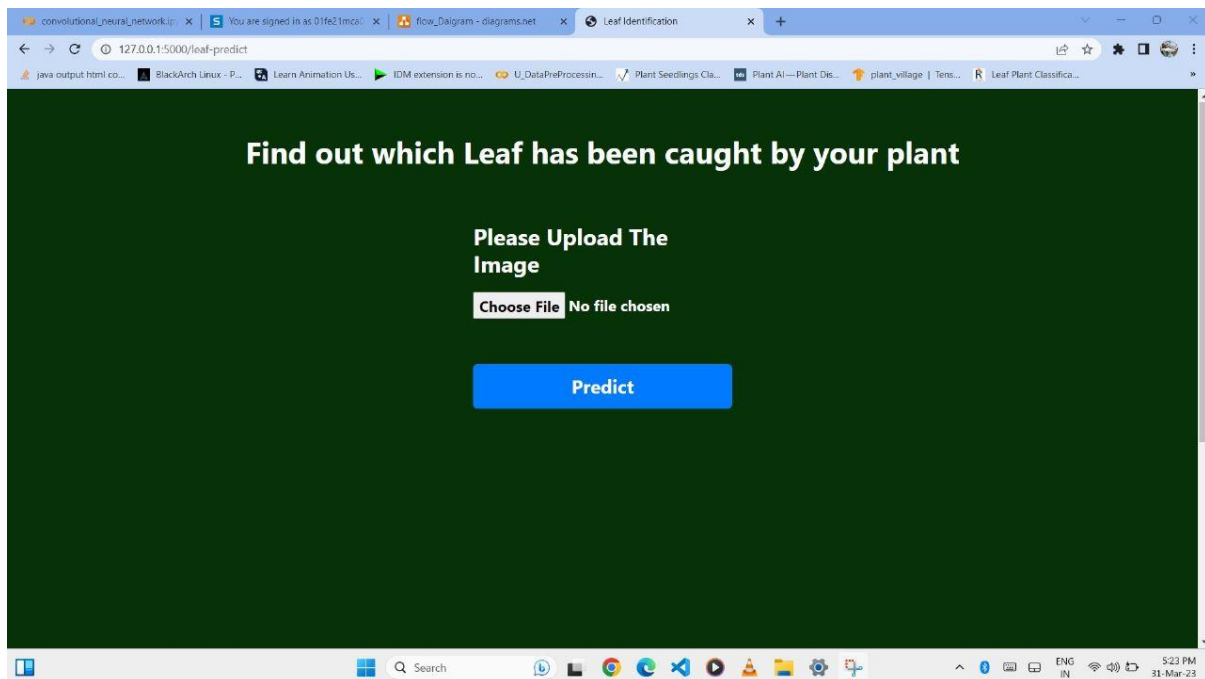 convolutional_neural_network.ip
You are signed in as 01fe21mca0
flow_Daigram - diagrams.net
Leaf Identification
127.0.0.1:5000/leaf-predict
java output html co...
BlackArch Linux - P...
Learn Animation Us...
IDM extension is no...
U_DataPreProcessin...
Plant Seedlings Cla...
Plant AI—Plant Dis...
plant_village | Tens...
Leaf Plant Classifica...
Find out which Leaf has been caught by your plant
Please Upload The
Image
Choose File No file chosen
Predict
Search
ENG
IN
5:23 PM
31-Mar-23